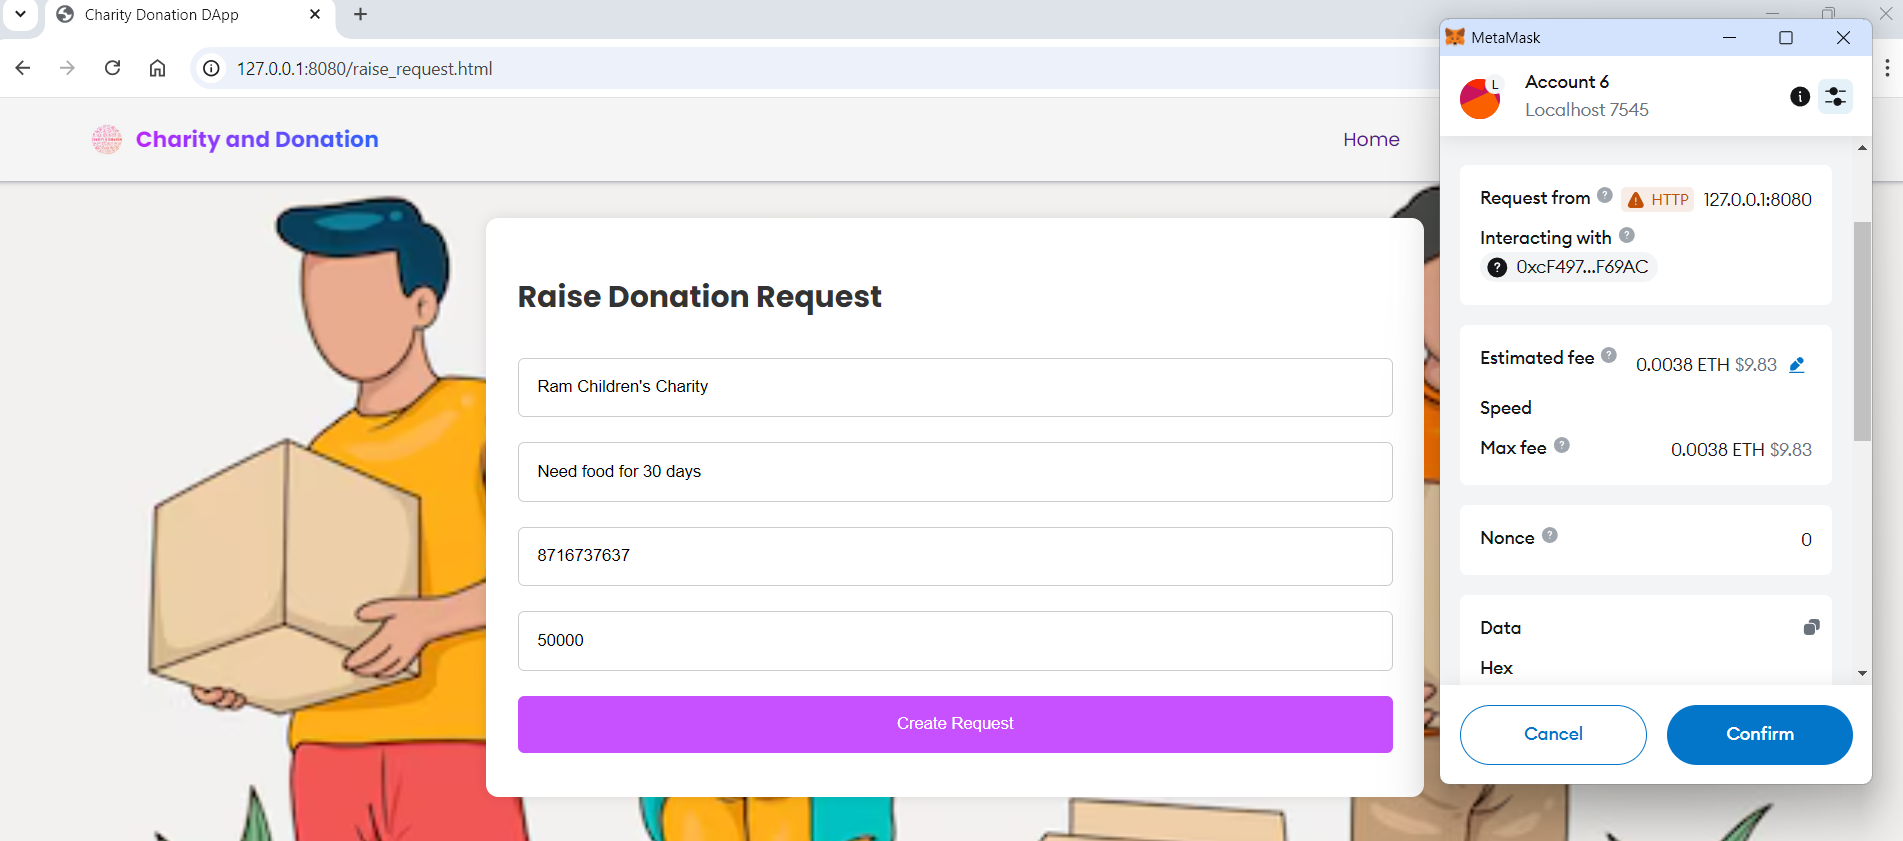 Charity Donation DApp
127.0.0.1:8080/raise_request.html
Charity and Donation
Home
Raise Donation Request
Ram Children's Charity
Need food for 30 days
8716737637
50000
Create Request
MetaMask
L
Account 6
Localhost 7545
Request from ? HTTP 127.0.0.1:8080
Interacting with ?
? 0xcF497...F69AC
Estimated fee ? 0.0038 ETH $9.83
Speed
Max fee ? 0.0038 ETH $9.83
Nonce ? 0
Data
Hex
Cancel Confirm